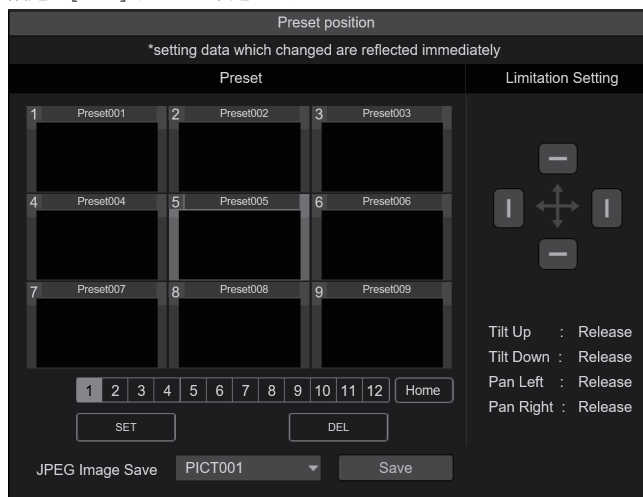 Preset position
*setting data which changed are reflected immediately
Preset
Limitation Setting
1 Preset001 2 Preset002 3 Preset003
4 Preset004 5 Preset005 6 Preset006
7 Preset007 8 Preset008 9 Preset009
Tilt Up : Release
Tilt Down : Release
Pan Left : Release
Pan Right : Release
1 2 3 4 5 6 7 8 9 10 11 12 Home
SET DEL
JPEG Image Save PICT001 Save